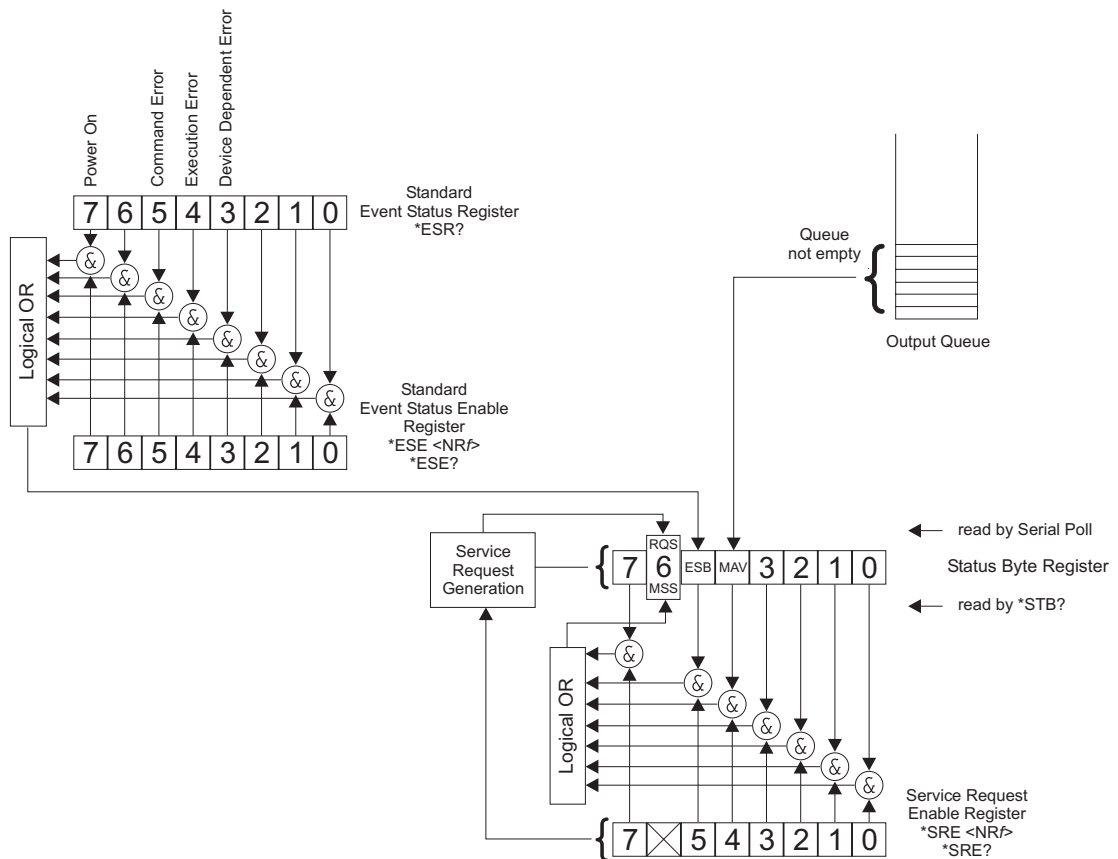 Power On
Command Error
Execution Error
Device Dependent Error
7 6 5 4 3 2 1 0
Standard
Event Status Register
*ESR?
Logical OR
&
&
&
&
&
&
&
&
Standard
Event Status Enable
Register
*ESE <NRf>
*ESE?
7 6 5 4 3 2 1 0
Queue
not empty
Output Queue
Service
Request
Generation
RQS
7 6 ESB MAV 3 2 1 0
MSS
read by Serial Poll
Status Byte Register
read by *STB?
Logical OR
&
&
&
&
&
&
&
Service Request
Enable Register
*SRE <NRf>
*SRE?
7 5 4 3 2 1 0